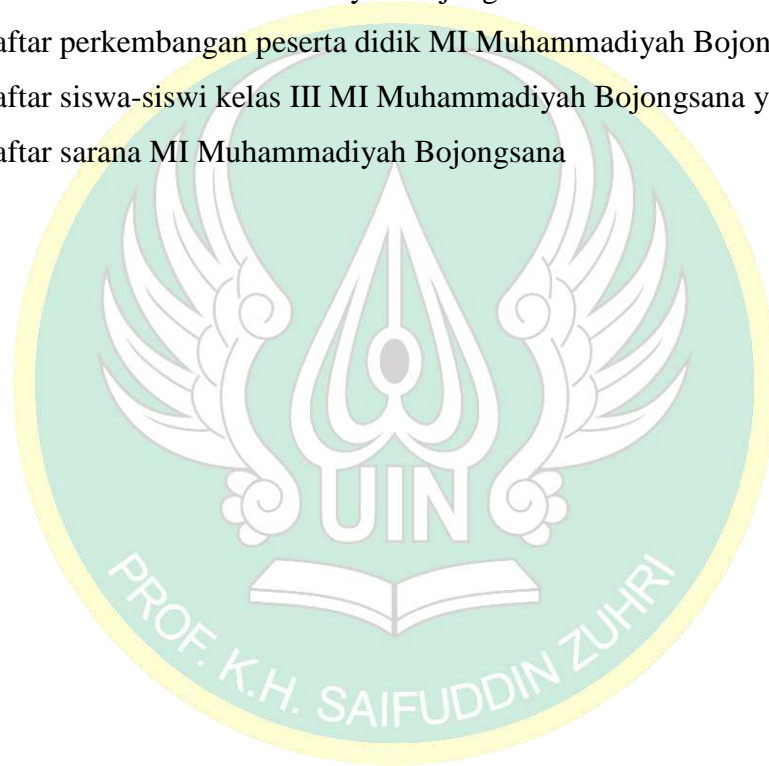 aftar perkembangan peserta didik MI Muhammadiyah Bojon
aftar siswa-siswi kelas III MI Muhammadiyah Bojongsana y
aftar sarana MI Muhammadiyah Bojongsana
UIN
PROF. K.H. SAIFUDDIN ZUHRI